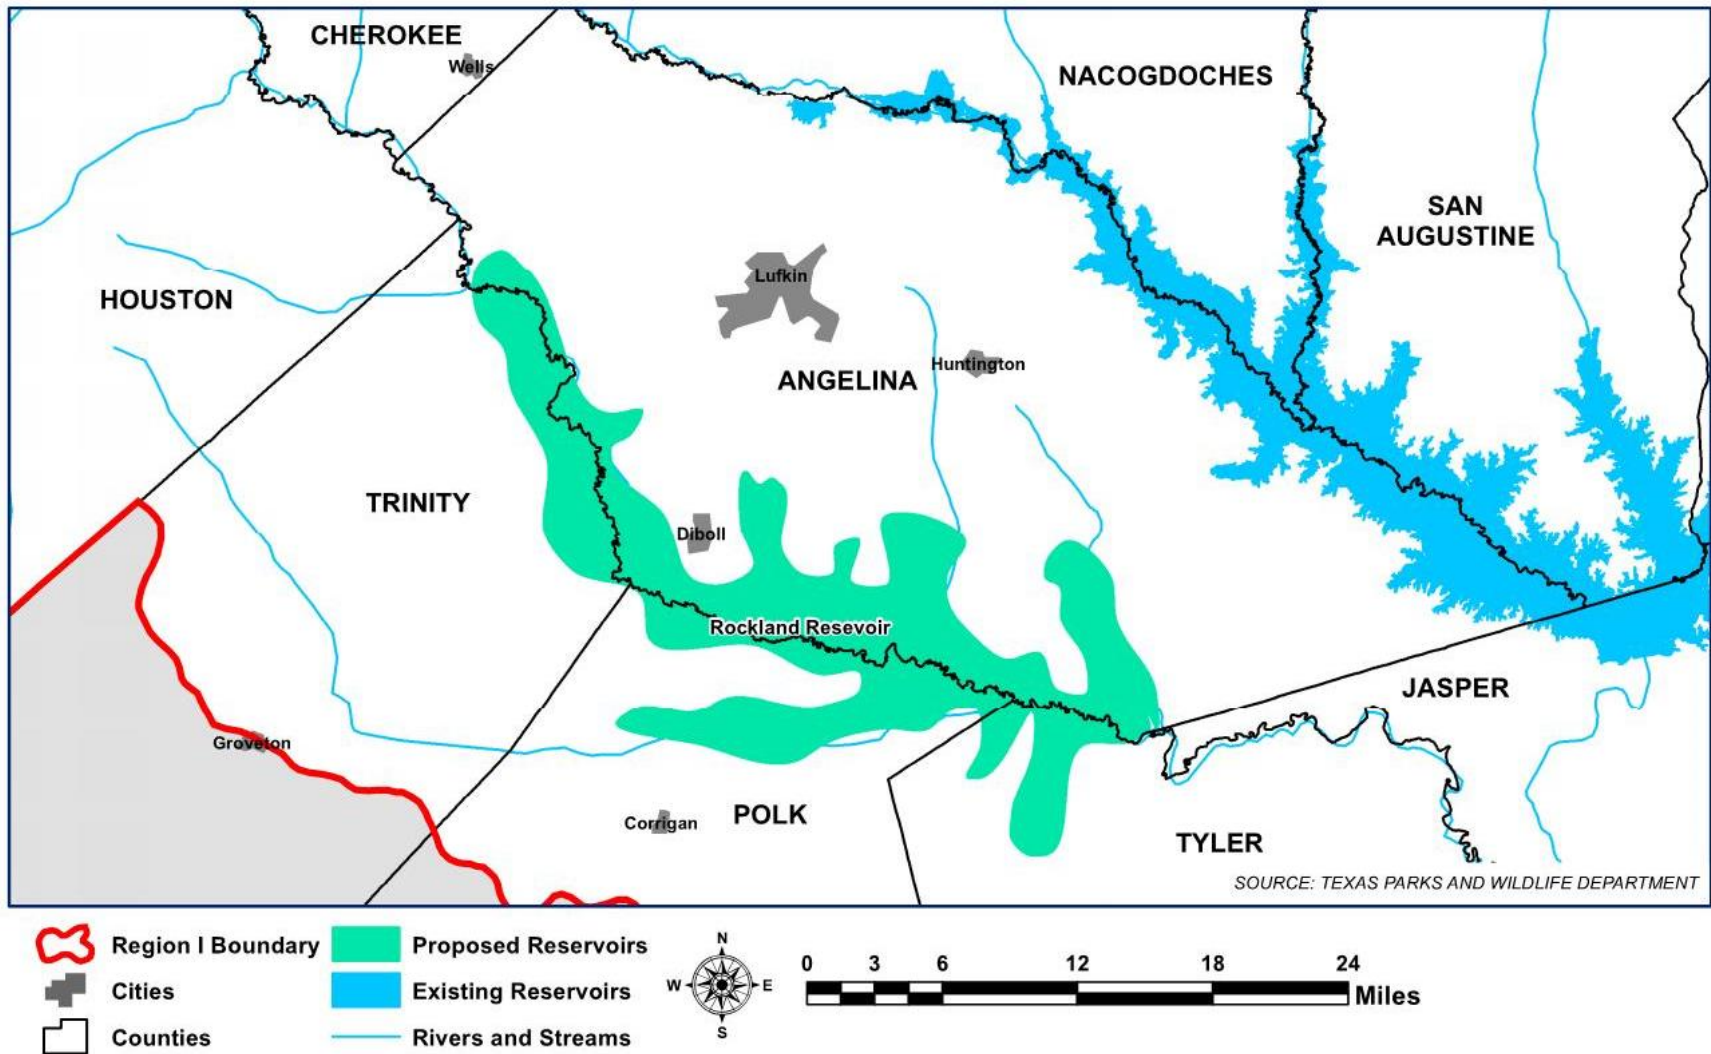 CHEROKEE
Wells
NACOGDOCHES
SAN
AUGUSTINE
HOUSTON
Lufkin
ANGELINA
Huntington
TRINITY
Diboll
Rockland Resevoir
JASPER
Groveton
Corrigan
POLK
TYLER
SOURCE: TEXAS PARKS AND WILDLIFE DEPARTMENT
Region I Boundary
Cities
Counties
Proposed Reservoirs
Existing Reservoirs
Rivers and Streams
N
W E
S
0 3 6 12 18 24
Miles